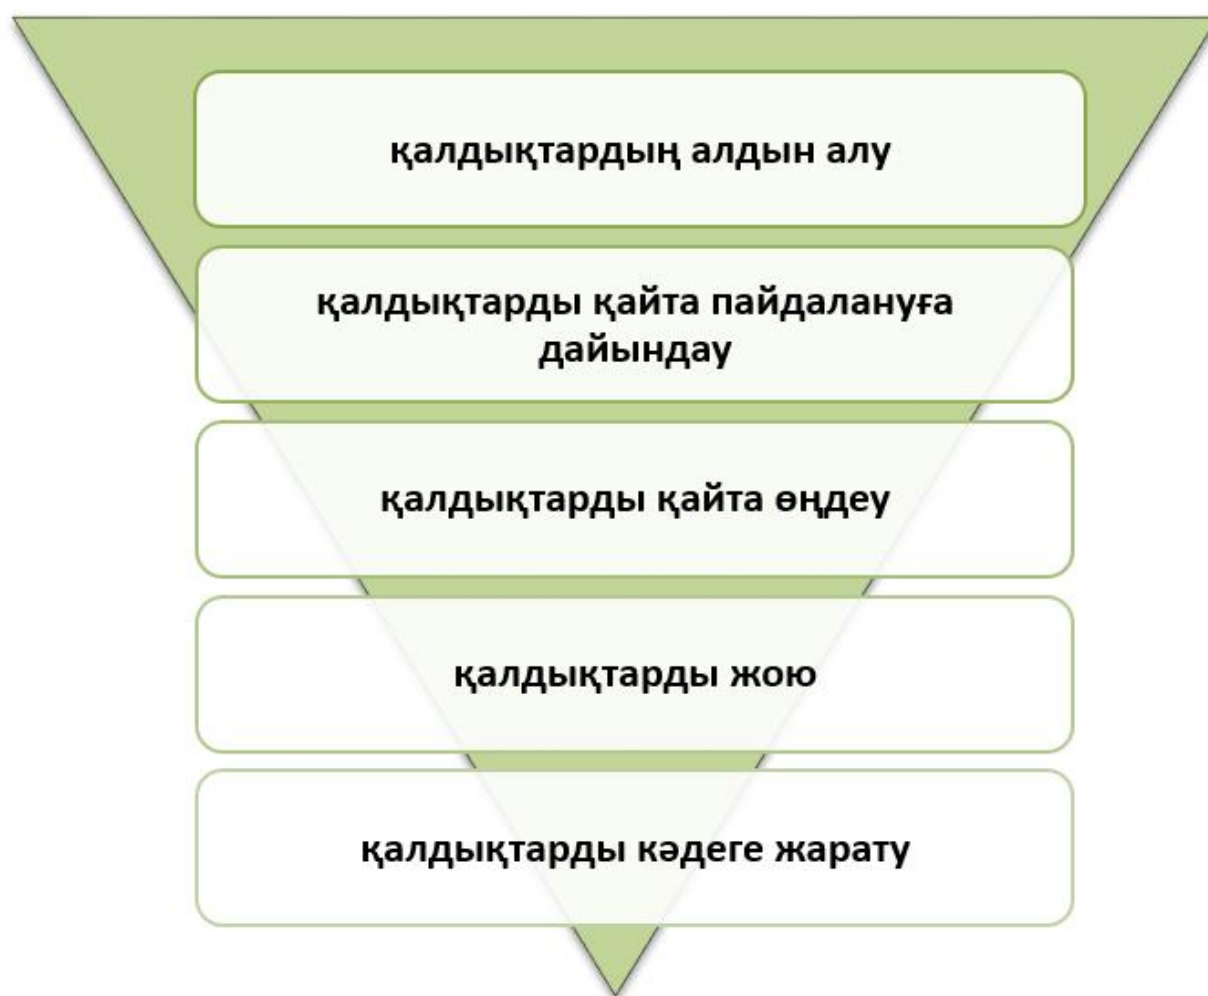 қалдықтардың алдын алу
қалдықтарды қайта пайдалануға
дайындау
қалдықтарды қайта өңдеу
қалдықтарды жою
қалдықтарды кәдеге жарату